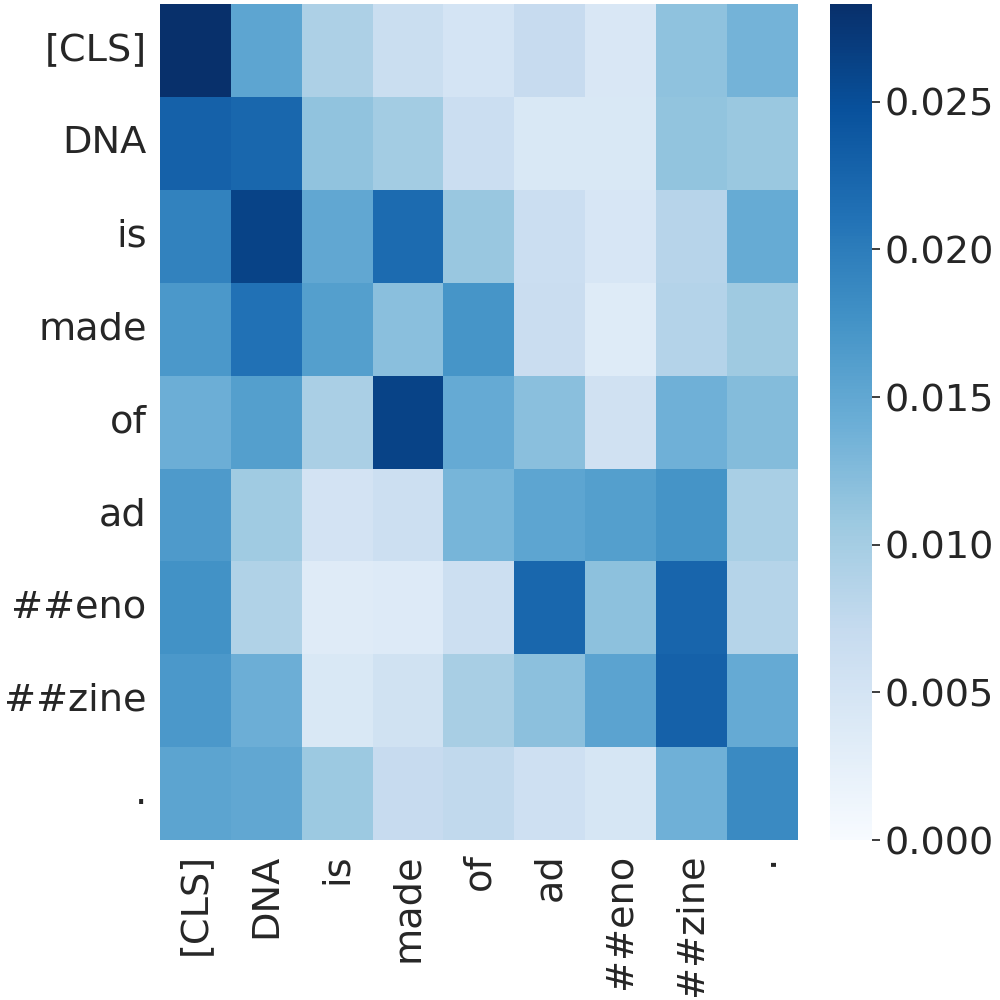 [CLS]
DNA
is
made
of
ad
##eno
##zine
.
[CLS]
DNA
is
made
of
ad
##eno
##zine
.
0.025
0.020
0.015
0.010
0.005
0.000